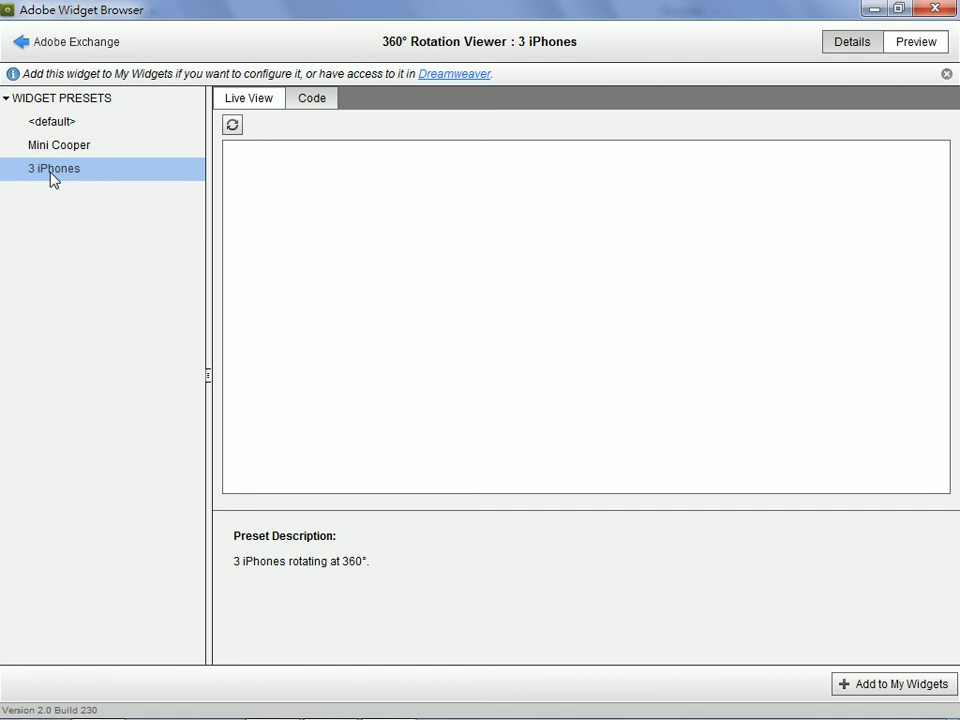 Adobe Widget Browser
Adobe Exchange
360° Rotation Viewer : 3 iPhones
Details
Preview
Add this widget to My Widgets if you want to configure it, or have access to it in Dreamweaver.
WIDGET PRESETS
<default>
Mini Cooper
3 iPhones
Live View
Code
Preset Description:
3 iPhones rotating at 360°.
Add to My Widgets
Version 2.0 Build 230